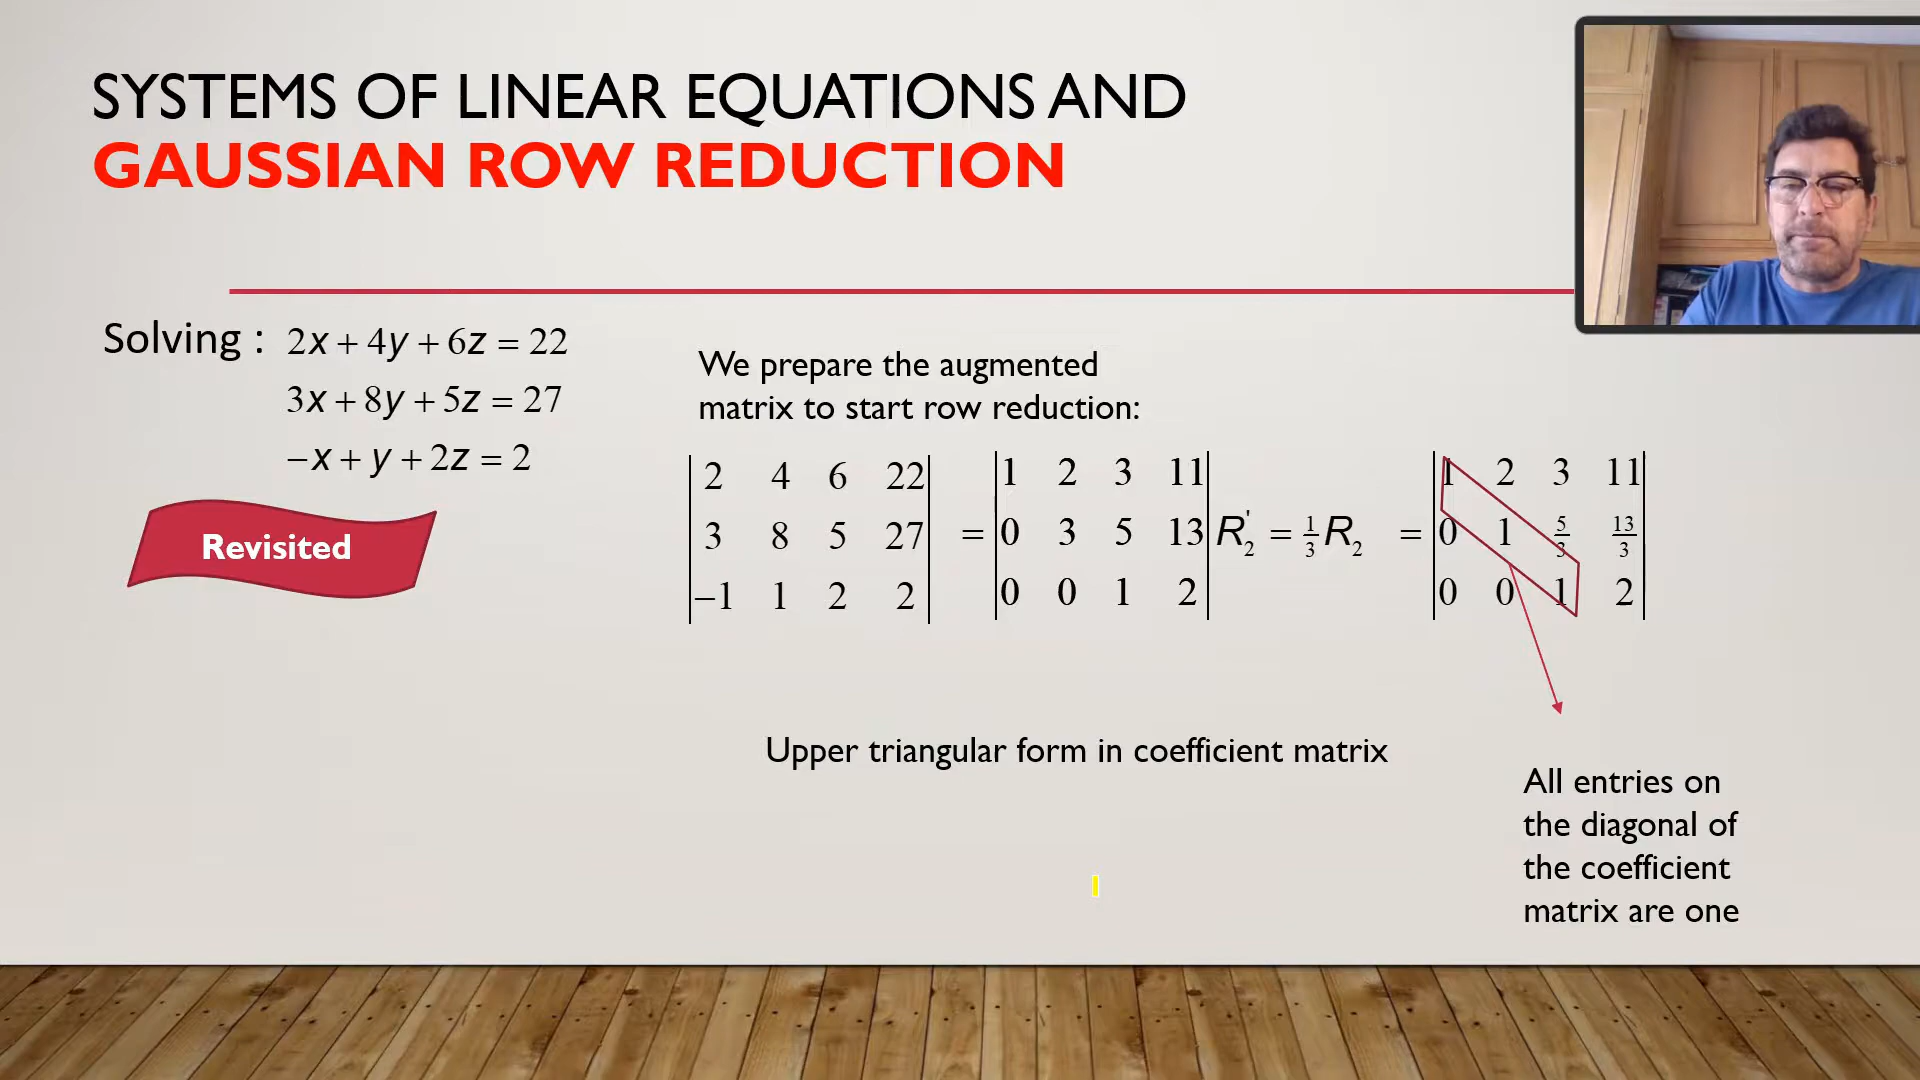 SYSTEMS OF LINEAR EQUATIONS AND
GAUSSIAN ROW REDUCTION
Solving : 2x + 4y + 6z = 22
3x + 8y + 5z = 27
−x + y + 2z = 2
Revisited
We prepare the augmented
matrix to start row reduction:
|2 4 6 22| |1 2 3 11| |1 2 3 11|
|3 8 5 27| = |0 3 5 13| R₂' = 1/3 R₂ = |0 1 5/3 13/3|
|−1 1 2 2| |0 0 1 2| |0 0 1 2|
Upper triangular form in coefficient matrix
All entries on
the diagonal of
the coefficient
matrix are one